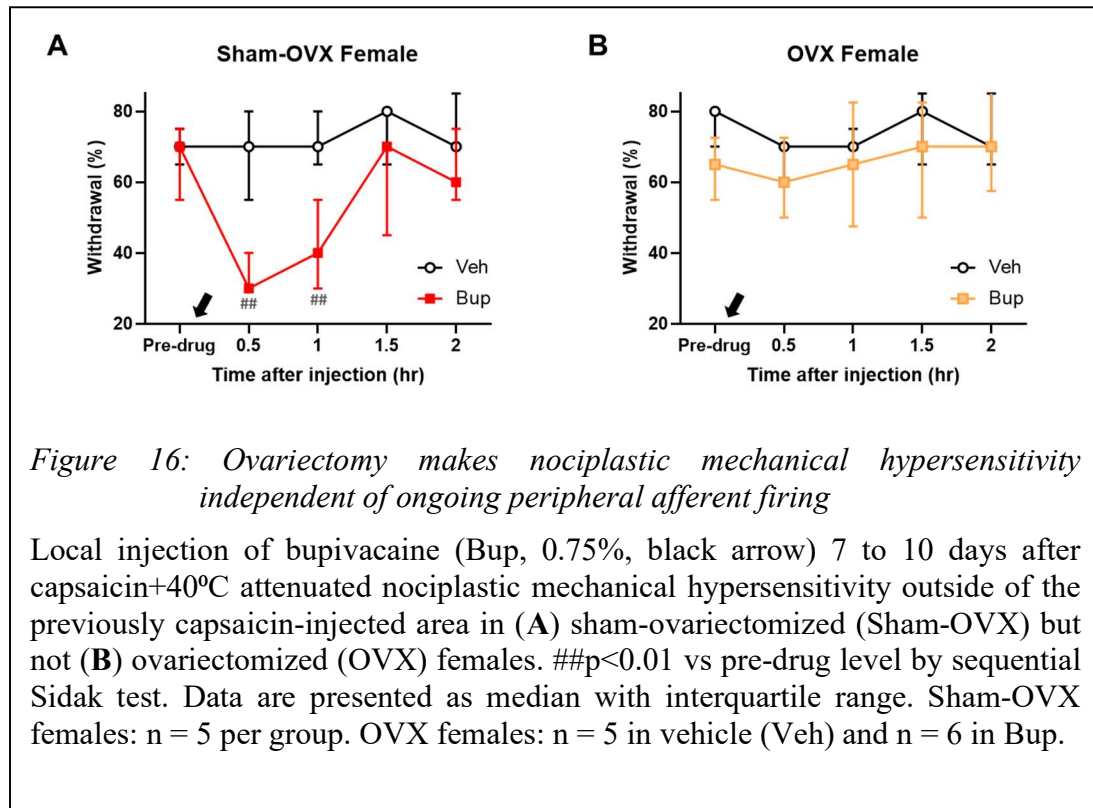 A
Sham-OVX Female
Withdrawal (%)
80
60
40
20
##
##
Veh
Bup
Pre-drug 0.5 1 1.5 2
Time after injection (hr)
B
OVX Female
Withdrawal (%)
80
60
40
20
Veh
Bup
Pre-drug 0.5 1 1.5 2
Time after injection (hr)
Figure 16: Ovariectomy makes nociplastic mechanical hypersensitivity
independent of ongoing peripheral afferent firing
Local injection of bupivacaine (Bup, 0.75%, black arrow) 7 to 10 days after
capsaicin+40⁰C attenuated nociplastic mechanical hypersensitivity outside of the
previously capsaicin-injected area in (A) sham-ovariectomized (Sham-OVX) but
not (B) ovariectomized (OVX) females. ##p<0.01 vs pre-drug level by sequential
Sidak test. Data are presented as median with interquartile range. Sham-OVX
females: n = 5 per group. OVX females: n = 5 in vehicle (Veh) and n = 6 in Bup.